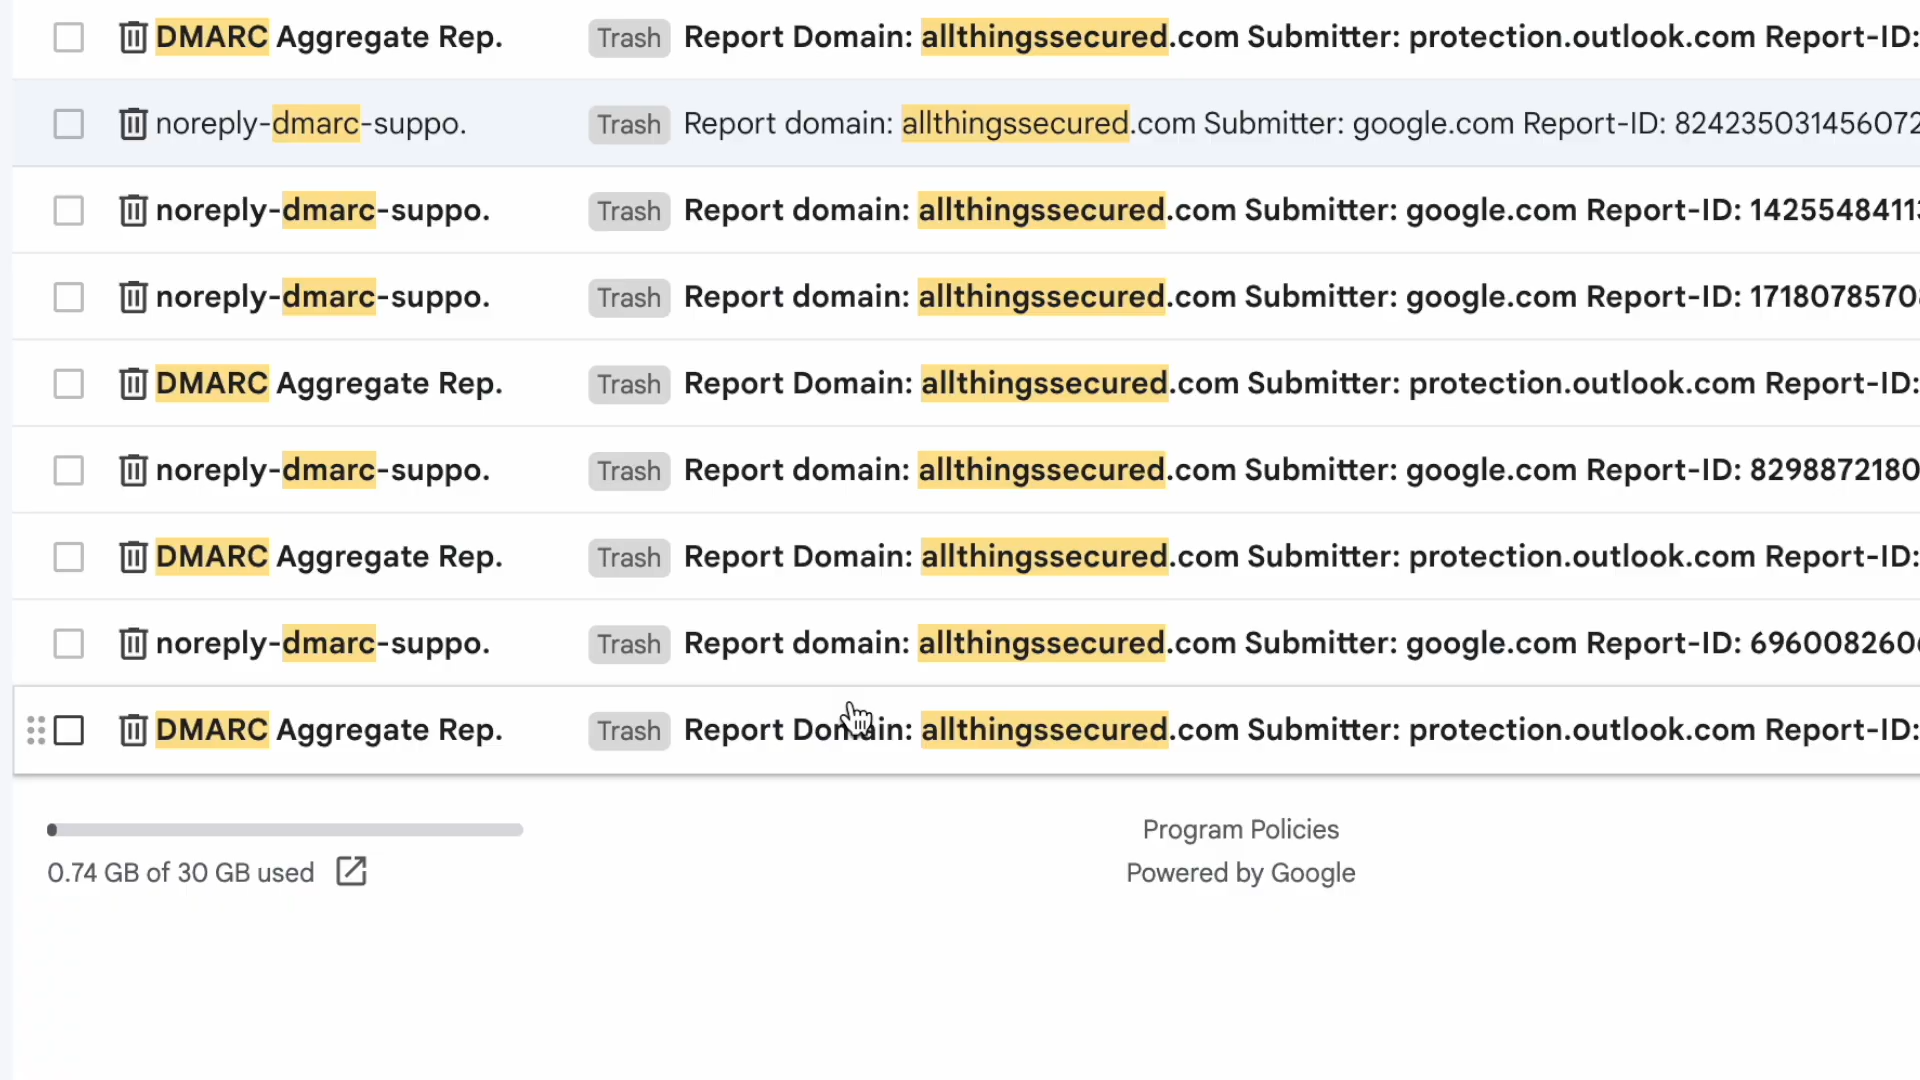 DMARC Aggregate Rep. Trash Report Domain: allthingssecured.com Submitter: protection.outlook.com Report-ID:
noreply-dmarc-suppo. Trash Report domain: allthingssecured.com Submitter: google.com Report-ID: 824235031456072
noreply-dmarc-suppo. Trash Report domain: allthingssecured.com Submitter: google.com Report-ID: 1425548411
noreply-dmarc-suppo. Trash Report domain: allthingssecured.com Submitter: google.com Report-ID: 1718078570
DMARC Aggregate Rep. Trash Report Domain: allthingssecured.com Submitter: protection.outlook.com Report-ID:
noreply-dmarc-suppo. Trash Report domain: allthingssecured.com Submitter: google.com Report-ID: 8298872180
DMARC Aggregate Rep. Trash Report Domain: allthingssecured.com Submitter: protection.outlook.com Report-ID:
noreply-dmarc-suppo. Trash Report domain: allthingssecured.com Submitter: google.com Report-ID: 696008260
DMARC Aggregate Rep. Trash Report Domain: allthingssecured.com Submitter: protection.outlook.com Report-ID:
Program Policies
0.74 GB of 30 GB used
Powered by Google